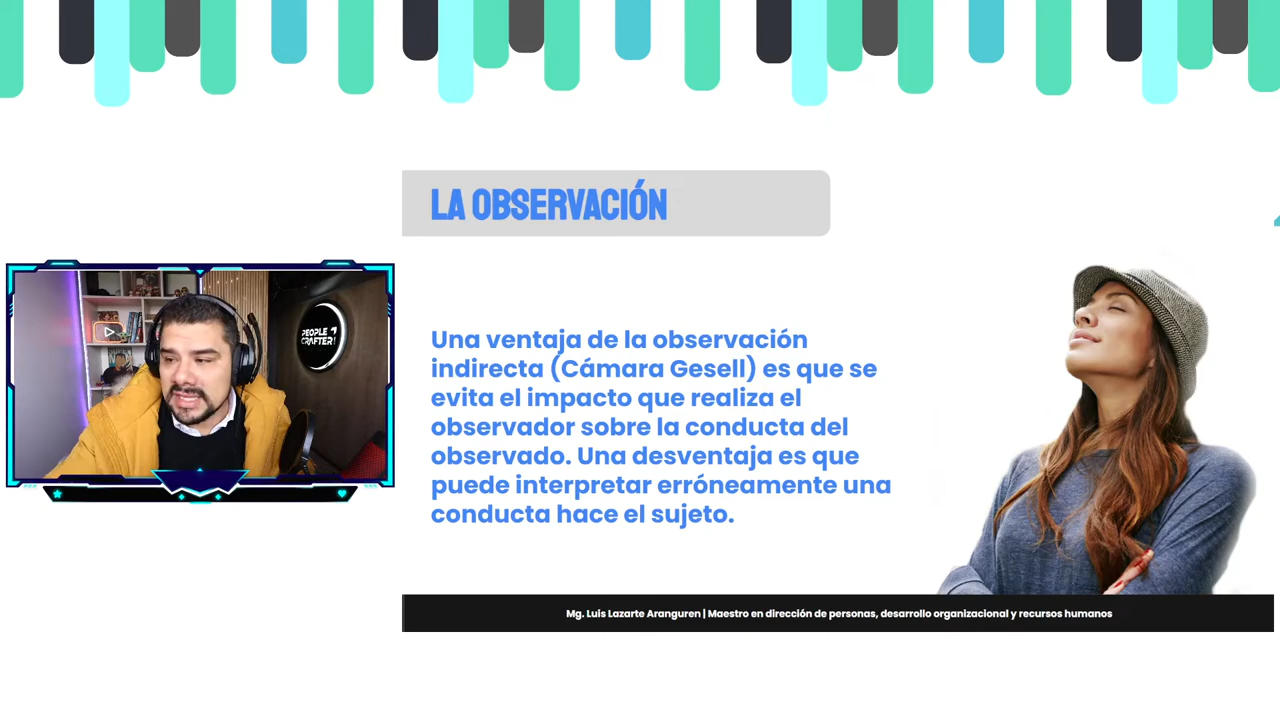 LA OBSERVACIÓN
PEOPLE
CRAFTER!
Una ventaja de la observación
indirecta (Cámara Gesell) es que se
evita el impacto que realiza el
observador sobre la conducta del
observado. Una desventaja es que
puede interpretar erróneamente una
conducta hace el sujeto.
Mg. Luis Lazarte Aranguren | Maestro en dirección de personas, desarrollo organizacional y recursos humanos